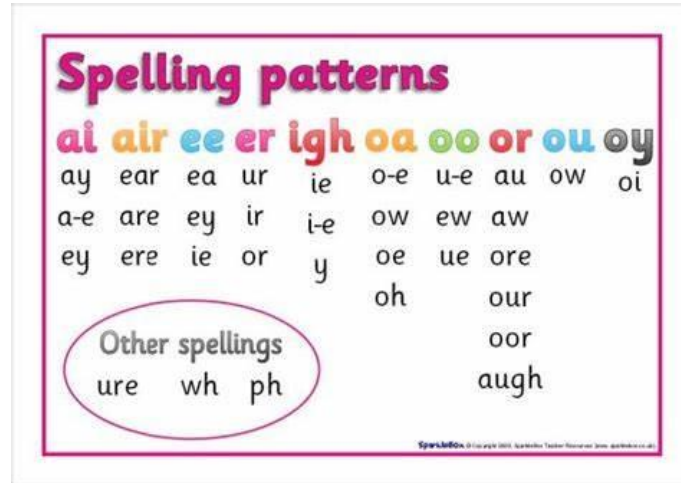 Spelling patterns
ai air ee er igh oa oo or ou oy
ay ear ea ur ie o-e u-e au ow oi
a-e are ey ir i-e ow ew aw
ey ere ie or y oe ue ore
oh our
Other spellings oor
ure wh ph augh
SparkleBox © Copyright